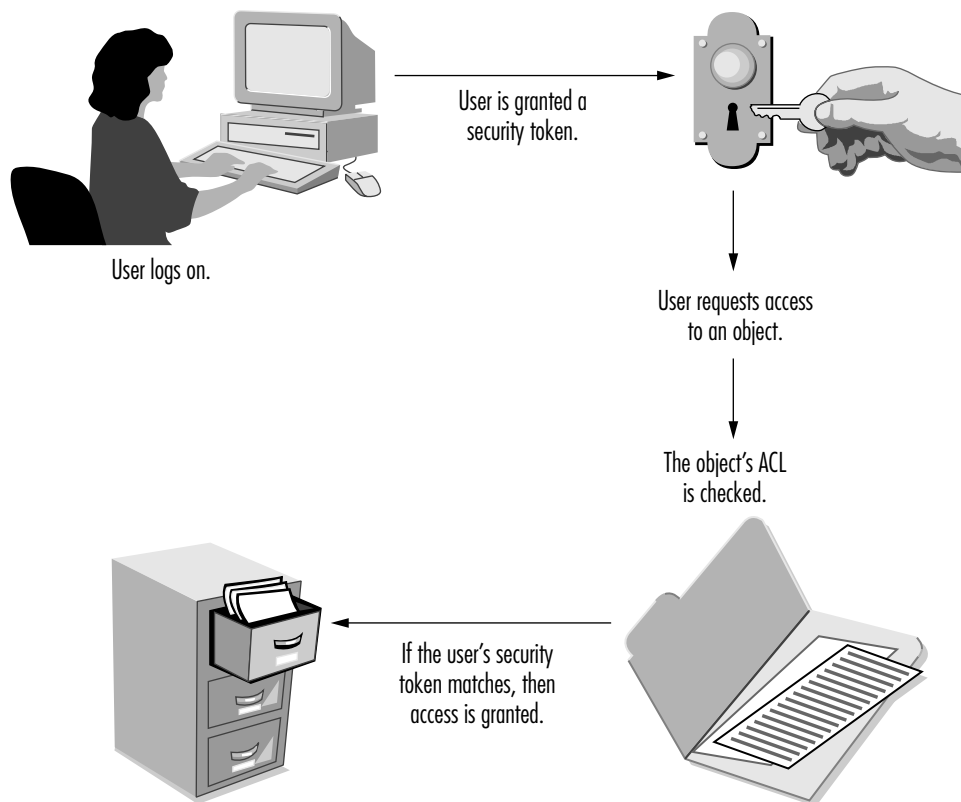 User is granted a
security token.
User logs on.
User requests access
to an object.
The object's ACL
is checked.
If the user's security
token matches, then
access is granted.